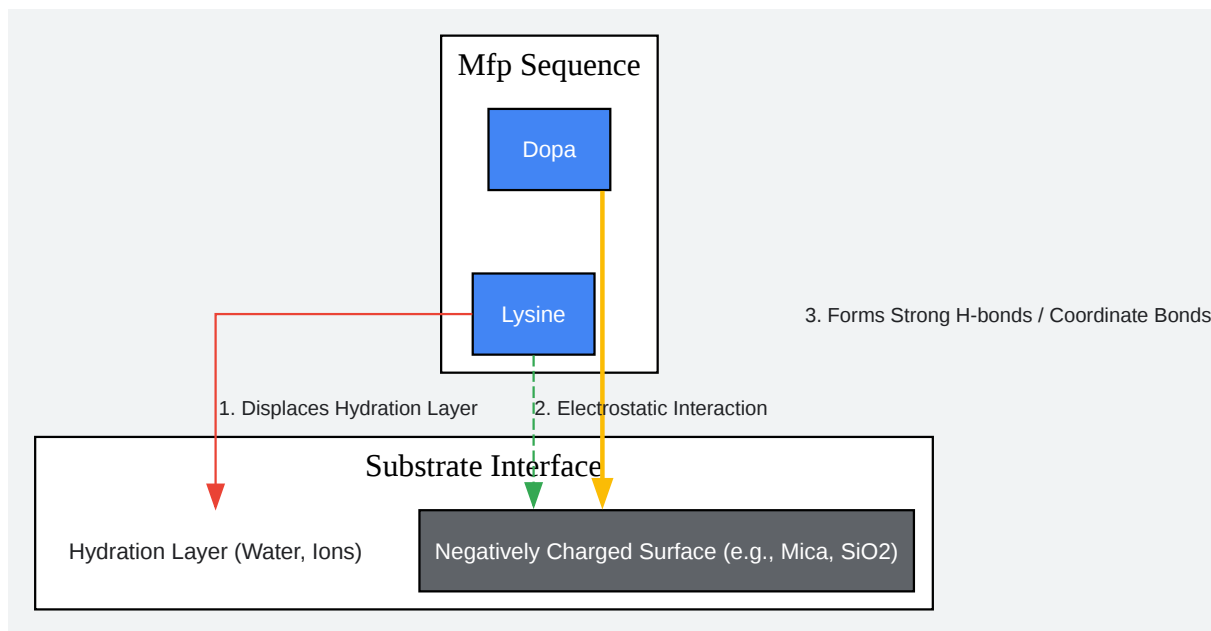 Mfp Sequence
Dopa
Lysine
3. Forms Strong H-bonds / Coordinate Bonds
1. Displaces Hydration Layer
2. Electrostatic Interaction
Substrate Interface
Hydration Layer (Water, Ions)
Negatively Charged Surface (e.g., Mica, SiO2)